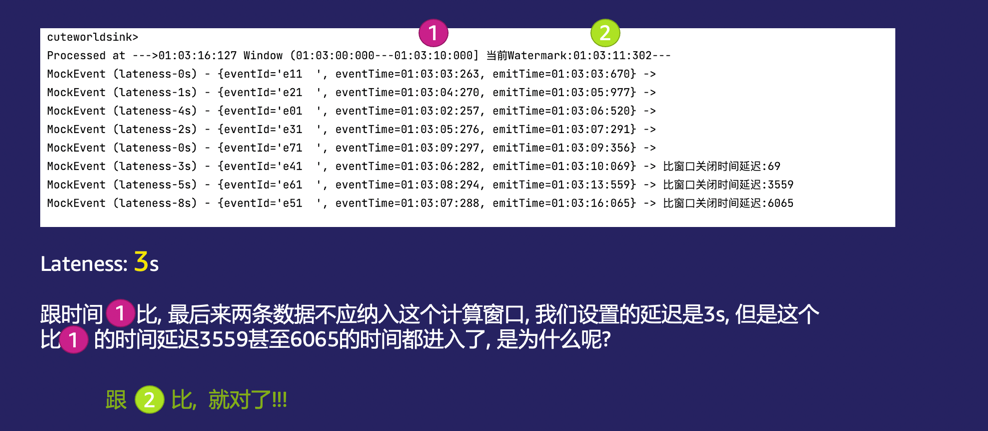 1
2
cuteworldsink>
Processed at --->01:03:16:127 Window (01:03:00:000---01:03:10:000] 当前Watermark:01:03:11:302---
MockEvent (lateness-0s) - {eventId='e11  ', eventTime=01:03:03:263, emitTime=01:03:03:670} ->
MockEvent (lateness-1s) - {eventId='e21  ', eventTime=01:03:04:270, emitTime=01:03:05:977} ->
MockEvent (lateness-4s) - {eventId='e01  ', eventTime=01:03:02:257, emitTime=01:03:06:520} ->
MockEvent (lateness-2s) - {eventId='e31  ', eventTime=01:03:05:276, emitTime=01:03:07:291} ->
MockEvent (lateness-0s) - {eventId='e71  ', eventTime=01:03:09:297, emitTime=01:03:09:356} ->
MockEvent (lateness-3s) - {eventId='e41  ', eventTime=01:03:06:282, emitTime=01:03:10:069} -> 比窗口关闭时间延迟:69
MockEvent (lateness-5s) - {eventId='e61  ', eventTime=01:03:08:294, emitTime=01:03:13:559} -> 比窗口关闭时间延迟:3559
MockEvent (lateness-8s) - {eventId='e51  ', eventTime=01:03:07:288, emitTime=01:03:16:065} -> 比窗口关闭时间延迟:6065
Lateness: 3s
跟时间 1 比, 最后来两条数据不应纳入这个计算窗口, 我们设置的延迟是3s, 但是这个
比 1 的时间延迟3559甚至6065的时间都进入了, 是为什么呢?
跟 2 比, 就对了!!!